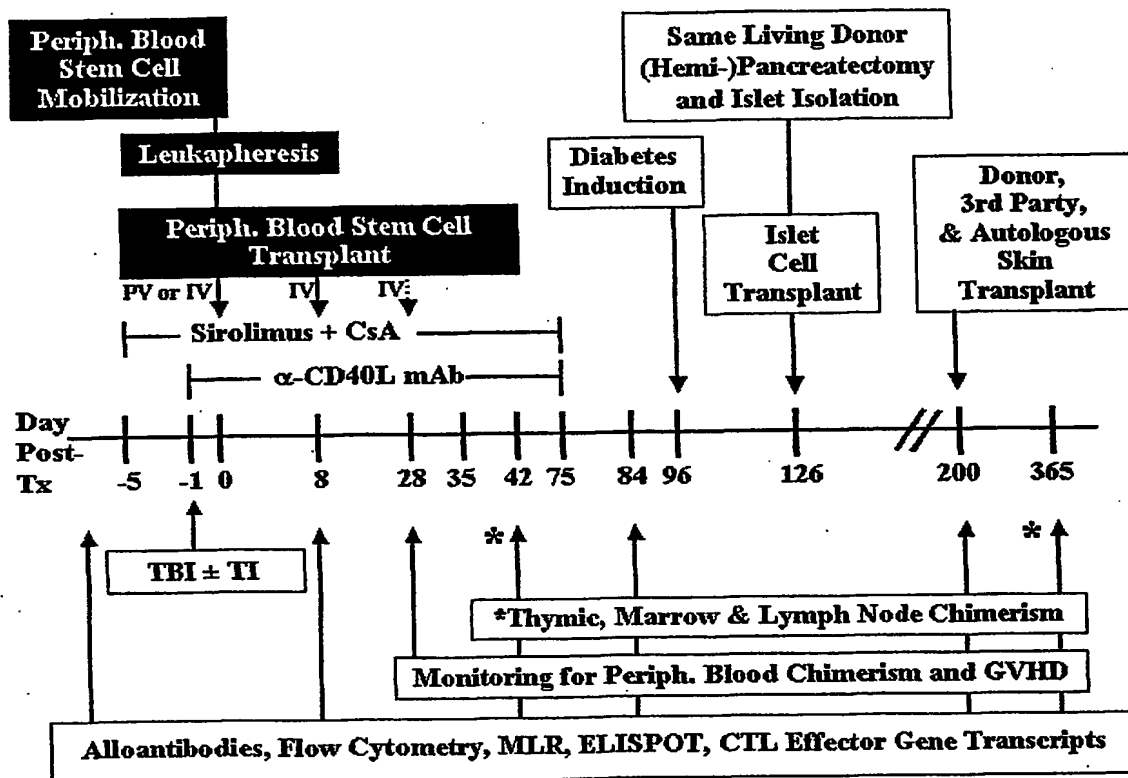 Periph. Blood
Stem Cell
Mobilization
Same Living Donor
(Hemi-)Pancreatectomy
and Islet Isolation
Leukapheresis
Diabetes
Induction
Donor,
3rd Party,
& Autologous
Skin
Transplant
Periph. Blood Stem Cell
Transplant
Islet
Cell
Transplant
PV or IV IV IV
Sirolimus + CsA
α-CD40L mAb
Day
Post-
Tx
-5 -1 0 8 28 35 42 75 84 96 126 200 365
* *
TBI ± TI
*Thymic, Marrow & Lymph Node Chimerism
Monitoring for Periph. Blood Chimerism and GVHD
Alloantibodies, Flow Cytometry, MLR, ELISPOT, CTL Effector Gene Transcripts